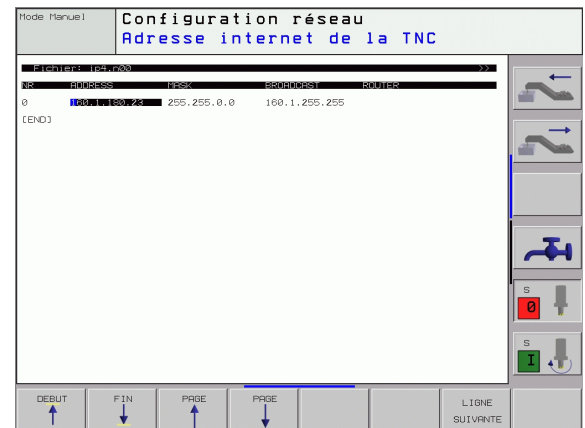 Mode Manuel
Configuration réseau
Adresse internet de la TNC
Fichier: ip4.n00 >>
NR ADDRESS MASK BROADCAST ROUTER
0 160.1.180.23 255.255.0.0 160.1.255.255
[END]
S
0
S
I
DEBUT FIN PAGE PAGE LIGNE SUIVANTE